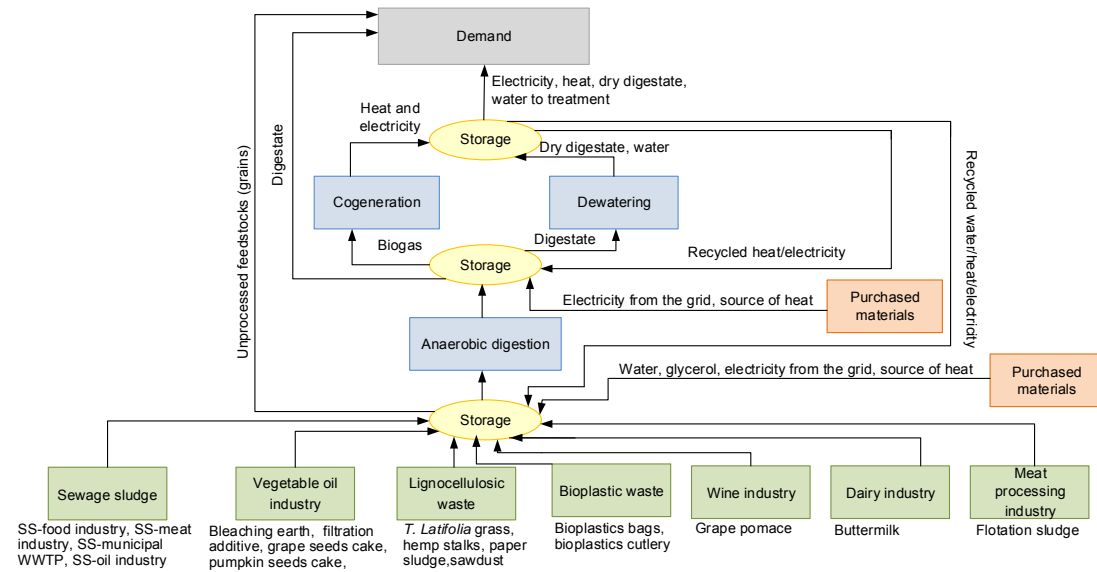 Demand
Electricity, heat, dry digestate,
water to treatment
Heat and
electricity
Storage
Dry digestate, water
Unprocessed feedstocks (grains)
Digestate
Cogeneration
Dewatering
Recycled water/heat/electricity
Biogas
Digestate
Storage
Recycled heat/electricity
Electricity from the grid, source of heat
Purchased
materials
Anaerobic digestion
Water, glycerol, electricity from the grid, source of heat
Purchased
materials
Storage
Sewage sludge
SS-food industry, SS-meat
industry, SS-municipal
WWTP, SS-oil industry
Vegetable oil
industry
Bleaching earth, filtration
additive, grape seeds cake,
pumpkin seeds cake,
Lignocellulosic
waste
T. Latifolia grass,
hemp stalks, paper
sludge,sawdust
Bioplastic waste
Bioplastics bags,
bioplastics cutlery
Wine industry
Grape pomace
Dairy industry
Buttermilk
Meat
processing
industry
Flotation sludge